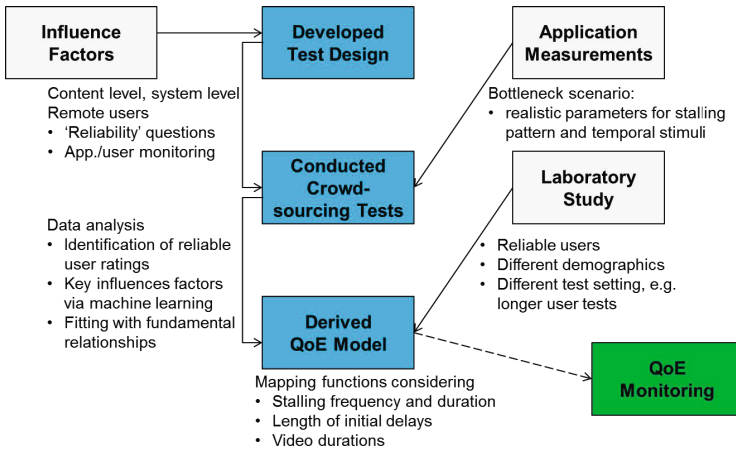 Influence
Factors
Developed
Test Design
Application
Measurements
Content level, system level
Remote users
• 'Reliability' questions
• App./user monitoring
Bottleneck scenario:
• realistic parameters for stalling
pattern and temporal stimuli
Conducted
Crowd-
sourcing Tests
Laboratory
Study
Data analysis
• Identification of reliable
user ratings
• Key influences factors
via machine learning
• Fitting with fundamental
relationships
• Reliable users
• Different demographics
• Different test setting, e.g.
longer user tests
Derived
QoE Model
QoE
Monitoring
Mapping functions considering
• Stalling frequency and duration
• Length of initial delays
• Video durations